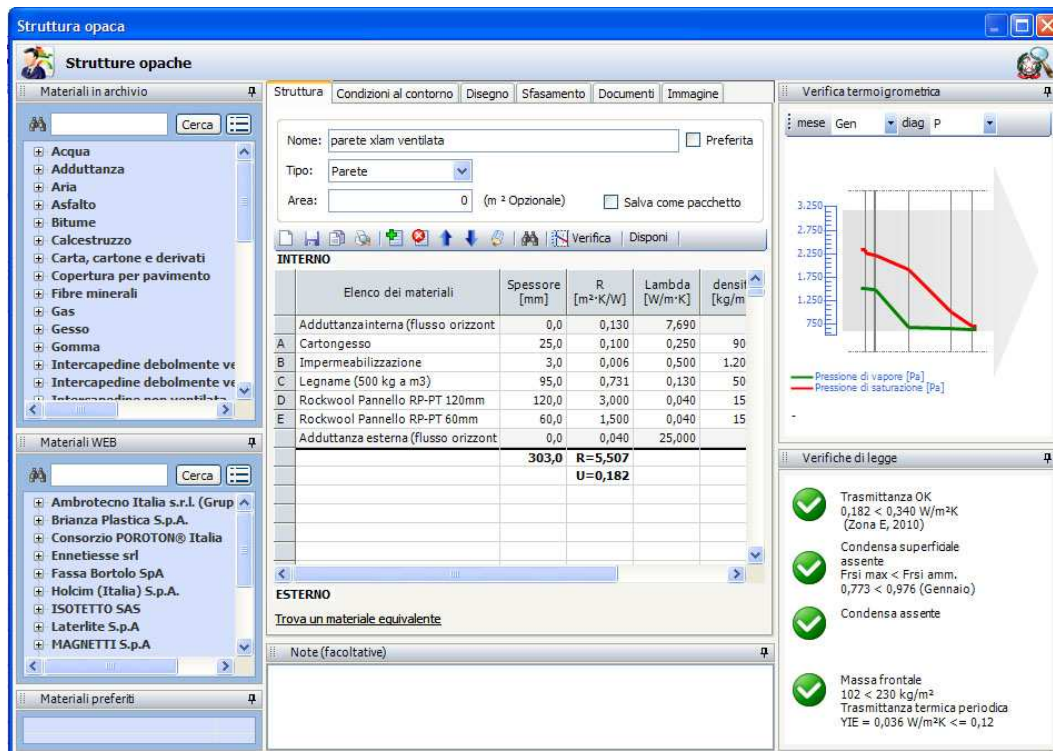 Struttura opaca
Strutture opache
Materiali in archivio
Cerca
Acqua
Adduttanza
Aria
Asfalto
Bitume
Calcestruzzo
Carta, cartone e derivati
Copertura per pavimento
Fibre minerali
Gas
Gesso
Gomma
Intercapedine debolmente ve
Intercapedine debolmente ve
Intercapedine non ventilata
Materiali WEB
Cerca
Ambrotecno Italia s.r.l. (Grup
Brianza Plastica S.p.A.
Consorzio POROTON® Italia
Ennetiesse srl
Fassa Bortolo SpA
Holcim (Italia) S.p.A.
ISOTETTO SAS
Laterlite S.p.A
MAGNETTI S.p.A
Materiali preferiti
Struttura Condizioni al contorno Disegno Sfasamento Documenti Immagine
Nome: parete xlam ventilata Preferita
Tipo: Parete
Area: 0 (m ² Opzionale) Salva come pacchetto
Verifica Disponi
INTERNO
Elenco dei materiali Spessore [mm] R [m²·K/W] Lambda [W/m·K] densit [kg/m
Adduttanza interna (flusso orizzont 0,0 0,130 7,690
A Cartongesso 25,0 0,100 0,250 90
B Impermeabilizzazione 3,0 0,006 0,500 1.20
C Legname (500 kg a m3) 95,0 0,731 0,130 50
D Rockwool Pannello RP-PT 120mm 120,0 3,000 0,040 15
E Rockwool Pannello RP-PT 60mm 60,0 1,500 0,040 15
Adduttanza esterna (flusso orizzont 0,0 0,040 25,000
303,0 R=5,507
U=0,182
ESTERNO
Trova un materiale equivalente
Note (facoltative)
Verifica termoigrometrica
mese Gen diag P
3.250
2.750
2.250
1.750
1.250
750
Pressione di vapore [Pa]
Pressione di saturazione [Pa]
-
Verifiche di legge
Trasmittanza OK
0,182 < 0,340 W/m²K
(Zona E, 2010)
Condensa superficiale
assente
Frsi max < Frsi amm.
0,773 < 0,976 (Gennaio)
Condensa assente
Massa frontale
102 < 230 kg/m²
Trasmittanza termica periodica
YIE = 0,036 W/m²K <= 0,12